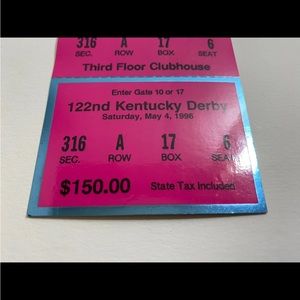 316 A 17 6
SEC. ROW BOX SEAT
Third Floor Clubhouse
Enter Gate 10 or 17
122nd Kentucky Derby
Saturday, May 4, 1996
316 A 17 6
SEC. ROW BOX SEAT
$150.00 State Tax Included